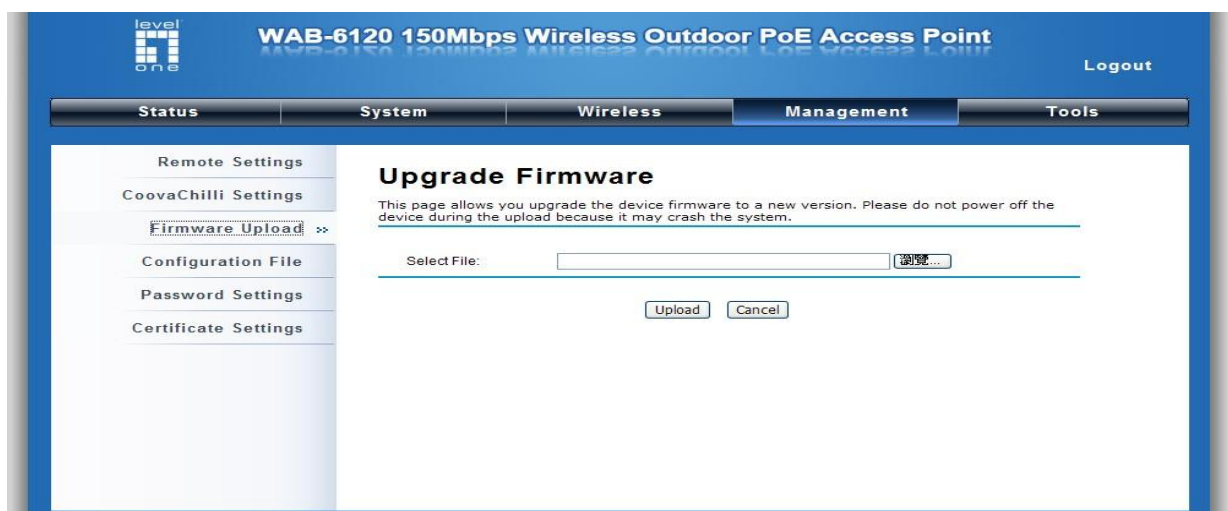 level
one
WAB-6120 150Mbps Wireless Outdoor PoE Access Point
Logout
Status
System
Wireless
Management
Tools
Remote Settings
CoovaChilli Settings
Firmware Upload »
Configuration File
Password Settings
Certificate Settings
Upgrade Firmware
This page allows you upgrade the device firmware to a new version. Please do not power off the
device during the upload because it may crash the system.
Select File:
瀏覽...
Upload
Cancel